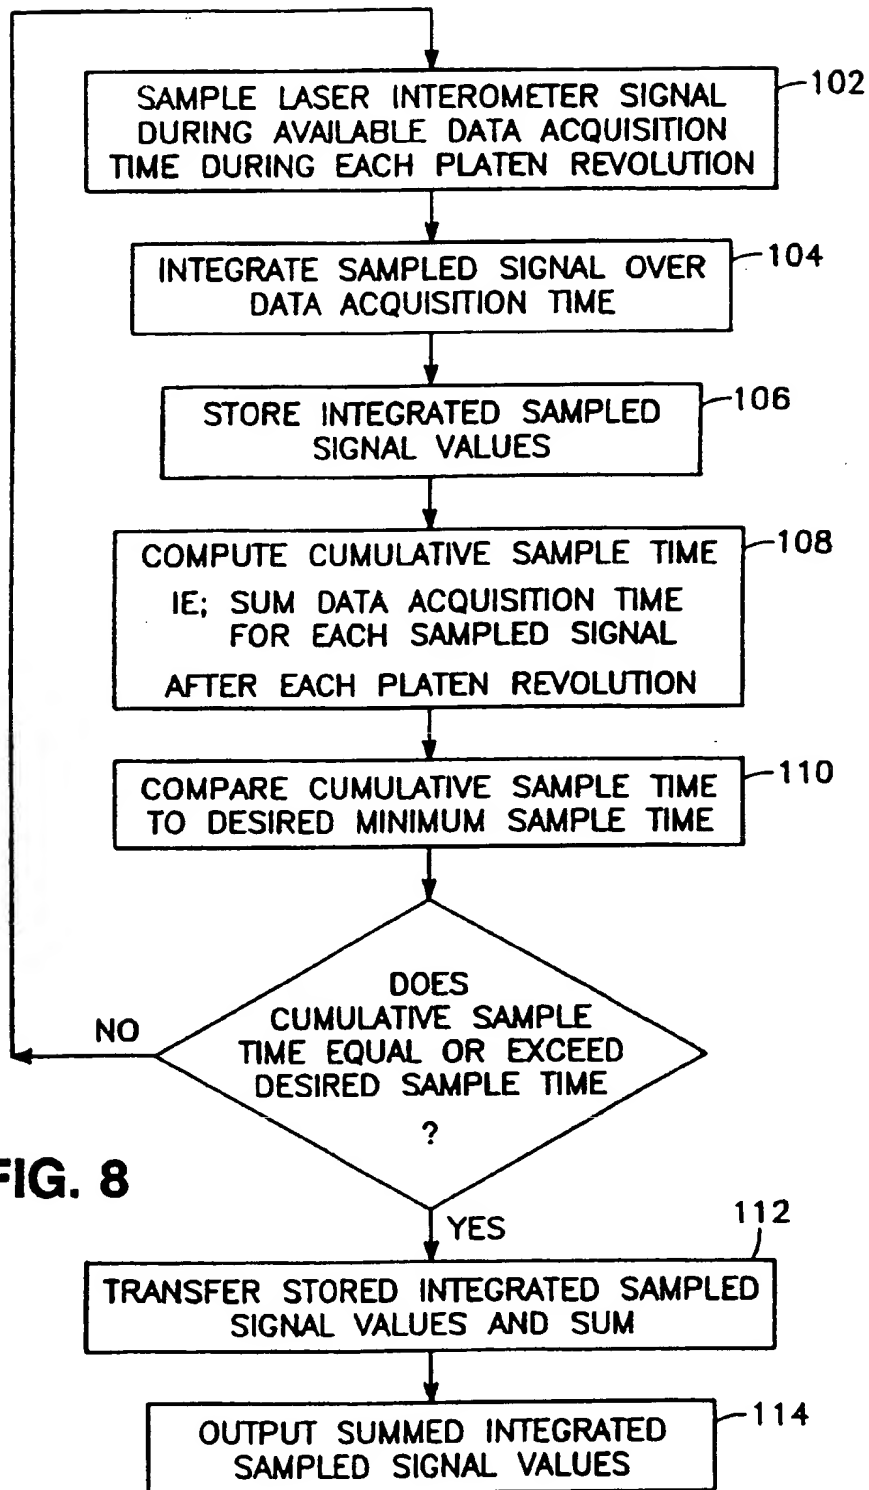 SAMPLE LASER INTEROMETER SIGNAL
DURING AVAILABLE DATA ACQUISITION
TIME DURING EACH PLATEN REVOLUTION
102
INTEGRATE SAMPLED SIGNAL OVER
DATA ACQUISITION TIME
104
STORE INTEGRATED SAMPLED
SIGNAL VALUES
106
COMPUTE CUMULATIVE SAMPLE TIME
IE; SUM DATA ACQUISITION TIME
FOR EACH SAMPLED SIGNAL
AFTER EACH PLATEN REVOLUTION
108
COMPARE CUMULATIVE SAMPLE TIME
TO DESIRED MINIMUM SAMPLE TIME
110
DOES
CUMULATIVE SAMPLE
TIME EQUAL OR EXCEED
DESIRED SAMPLE TIME
?
NO
FIG. 8
YES
112
TRANSFER STORED INTEGRATED SAMPLED
SIGNAL VALUES AND SUM
OUTPUT SUMMED INTEGRATED
SAMPLED SIGNAL VALUES
114